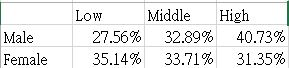 Low Middle High
Male 27.56% 32.89% 40.73%
Female 35.14% 33.71% 31.35%